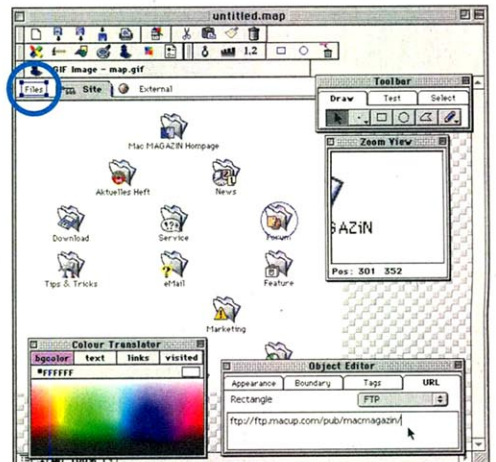 untitled.map
1,2
GIF Image - map.gif
Files
Site
External
Toolbar
Draw Test Select
Mac MAGAZIN Hompage
Zoom View
AZiN
Pos: 301 352
Aktuelles Heft
News
Download
Service
Forum
Tips & Tricks
eMail
Feature
Marketing
Colour Translator
bgcolor text links visited
#FFFFFF
Object Editor
Appearance Boundary Tags URL
Rectangle
FTP
ftp://ftp.macup.com/pub/macmagazin/